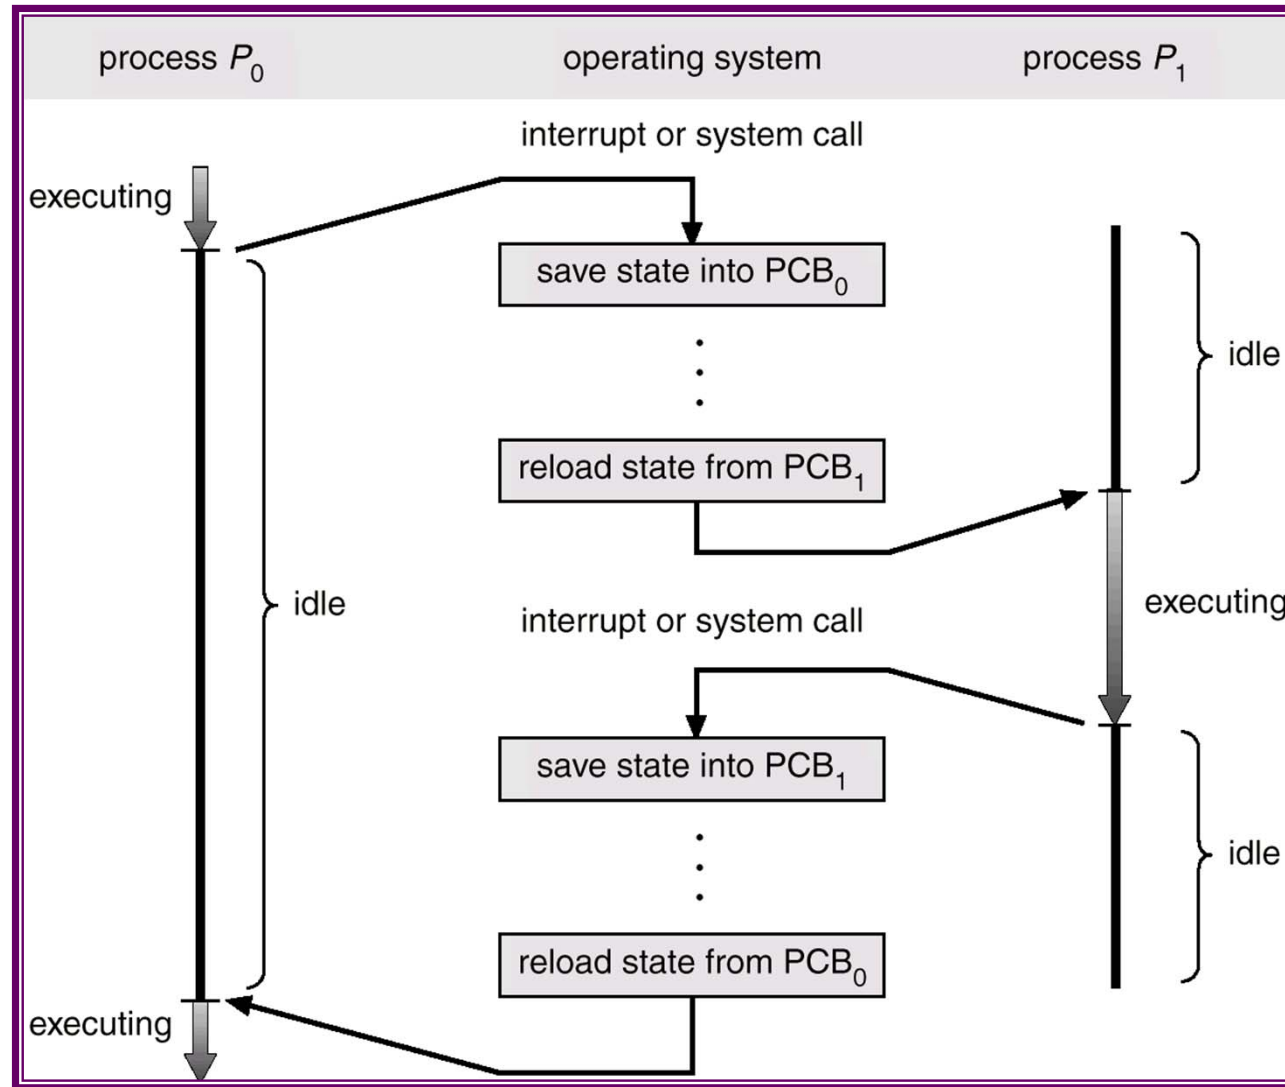 process P0
operating system
process P1
interrupt or system call
executing
save state into PCB0
idle
reload state from PCB1
idle
executing
interrupt or system call
save state into PCB1
idle
reload state from PCB0
executing